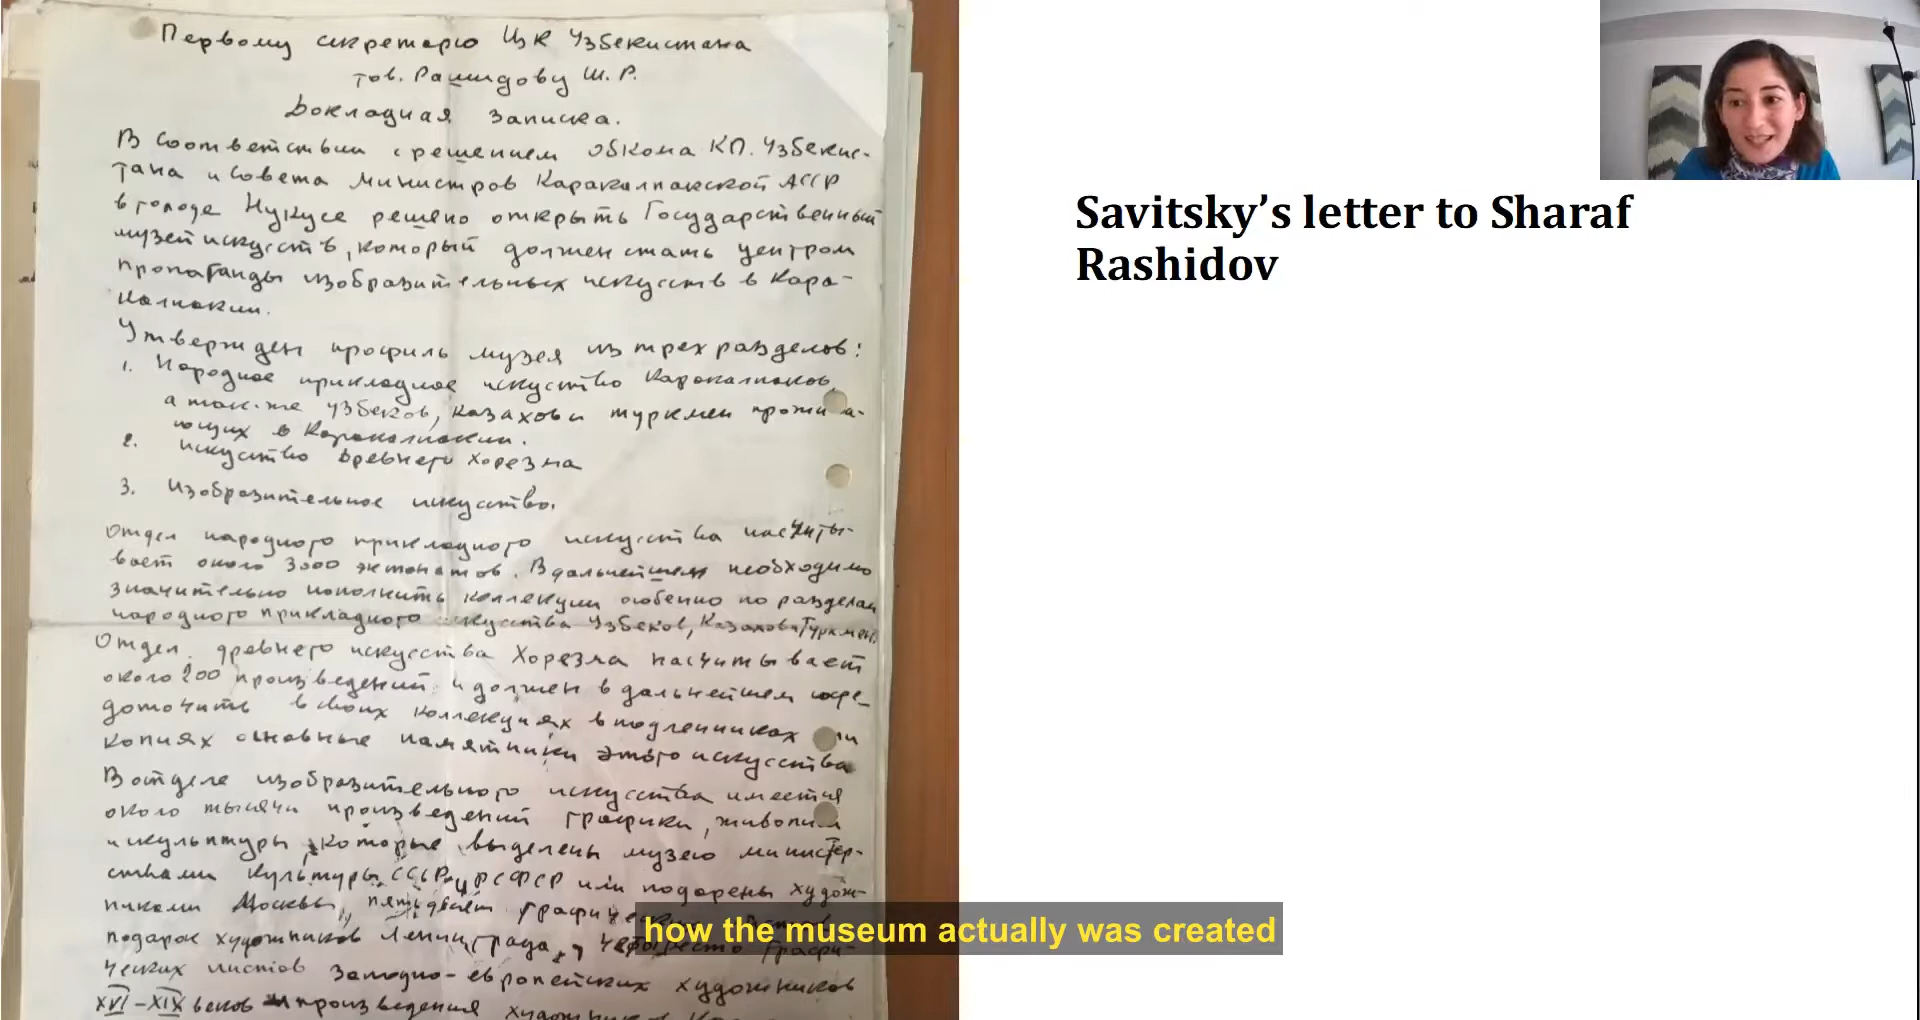 Первому секретарю ЦК Узбекистана
тов. Рашидову Ш. Р.
Докладная записка.
В соответствии с решением обкома КП. Узбекис-
тана и Совета министров Каракалпакской АССР
в городе Нукусе решено открыть Государственный
музей искусств, который должен стать центром
пропаганды изобразительных искусств в Кара-
калпакии.
Утвержден профиль музея из трех разделов:
1. Народное прикладное искусство Каракалпаков,
а так-же узбеков, казахов и туркмен
ющих в Каракалпакии.
2. искусство древнего Хорезма
3. Изобразительное искусство.
Отдел народного прикладного искусства насчиты-
вает около 3000 экспонатов. В дальнейшем необходимо
значительно пополнить коллекции особенно по разделам
народного прикладного искусства Узбеков, Казахов и Туркмен.
Отдел древнего искусства Хорезма насчитывает
около 200 произведений и должен в дальнейшем сосре-
доточить в своих коллекциях в подлинниках
копиях основные памятники этого искусства
В отделе изобразительного искусства имеется
около тысячи произведений графики, живописи
скульптуры, которые выделены музею министер-
ствами культуры СССР и РСФСР или подарены худож-
никами Москвы,
подарок художников Ленинграда,
ческих листов западно-европейских художников
XVI-XIX веков произведения
Savitsky's letter to Sharaf
Rashidov
how the museum actually was created